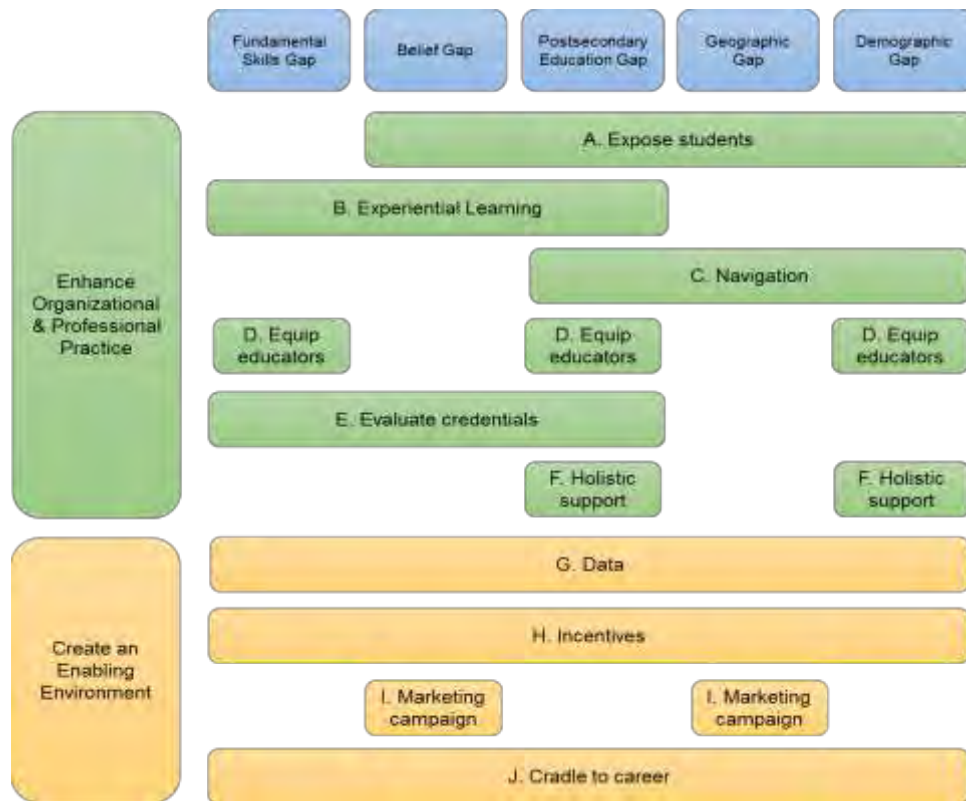 Fundamental
Skills Gap
Belief Gap
Postsecondary
Education Gap
Geographic
Gap
Demographic
Gap
Enhance
Organizational
& Professional
Practice
A. Expose students
B. Experiential Learning
C. Navigation
D. Equip
educators
D. Equip
educators
D. Equip
educators
E. Evaluate credentials
F. Holistic
support
F. Holistic
support
Create an
Enabling
Environment
G. Data
H. Incentives
I. Marketing
campaign
I. Marketing
campaign
J. Cradle to career